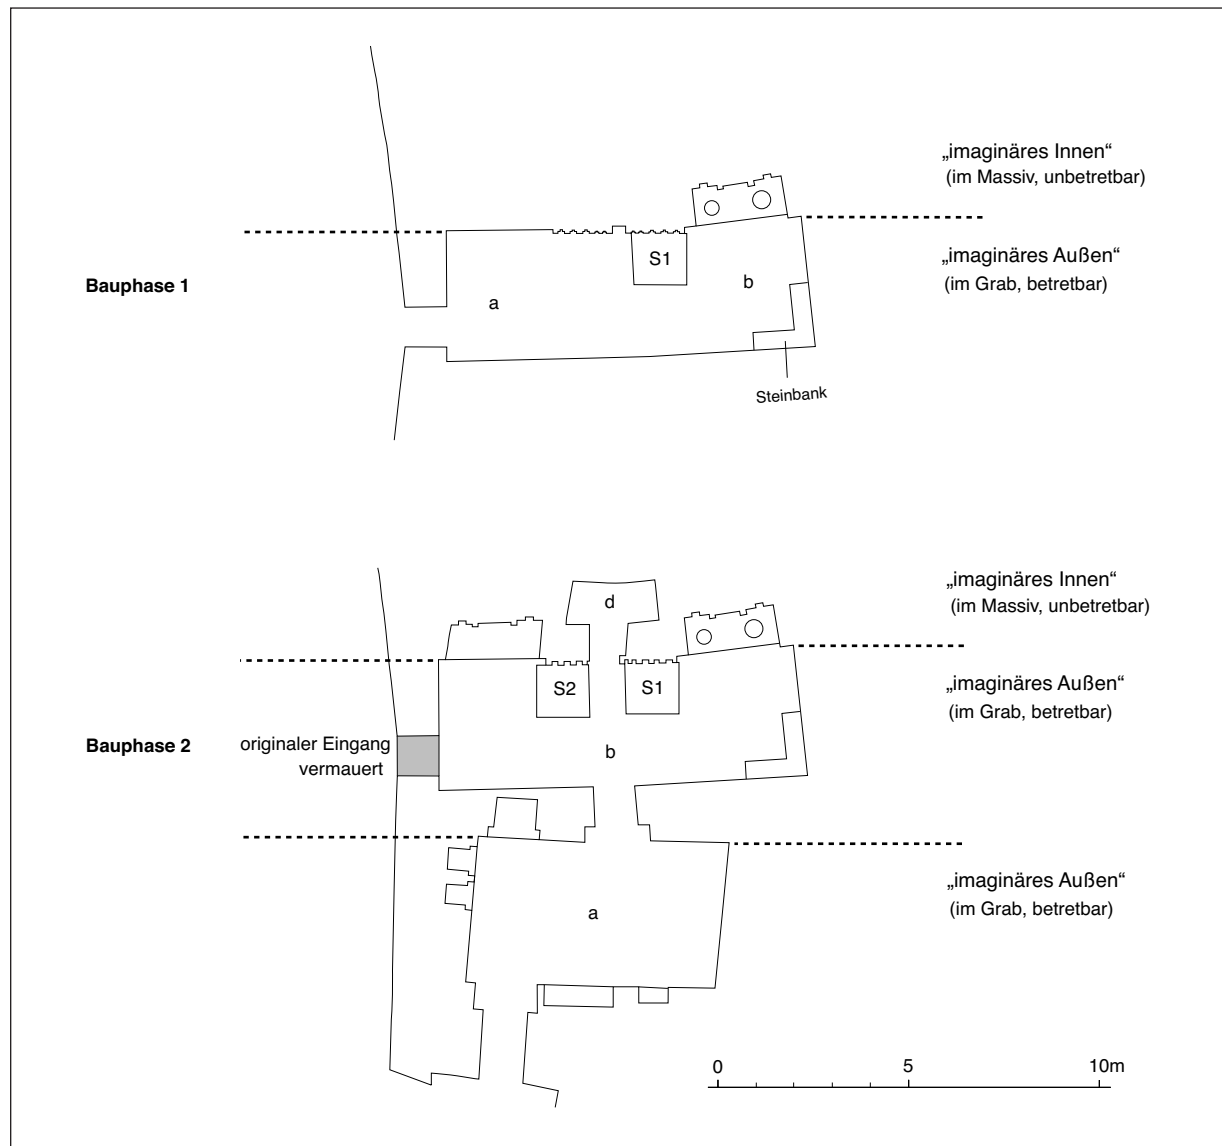 „imaginäres Innen“
(im Massiv, unbetretbar)
„imaginäres Außen“
(im Grab, betretbar)
Bauphase 1
S1
a
b
Steinbank
„imaginäres Innen“
(im Massiv, unbetretbar)
d
S2
S1
„imaginäres Außen“
(im Grab, betretbar)
Bauphase 2
originaler Eingang
vermauert
b
„imaginäres Außen“
(im Grab, betretbar)
a
0 5 10m